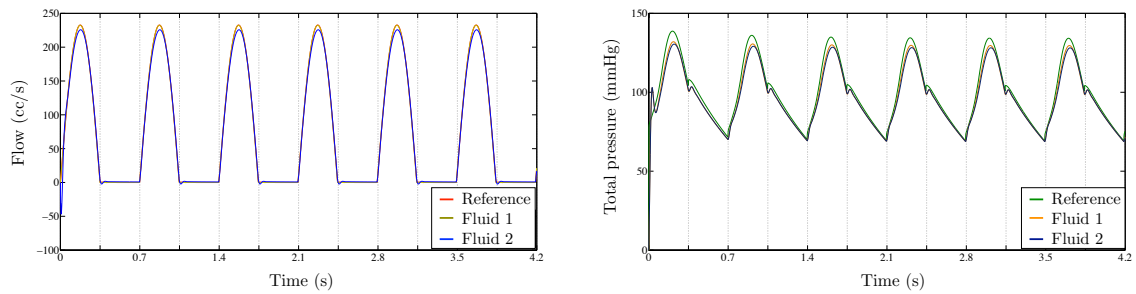 250
200
150
100
50
0
−50
−100
Flow (cc/s)
0 0.7 1.4 2.1 2.8 3.5 4.2
Time (s)
Reference
Fluid 1
Fluid 2
150
100
50
0
Total pressure (mmHg)
0 0.7 1.4 2.1 2.8 3.5 4.2
Time (s)
Reference
Fluid 1
Fluid 2